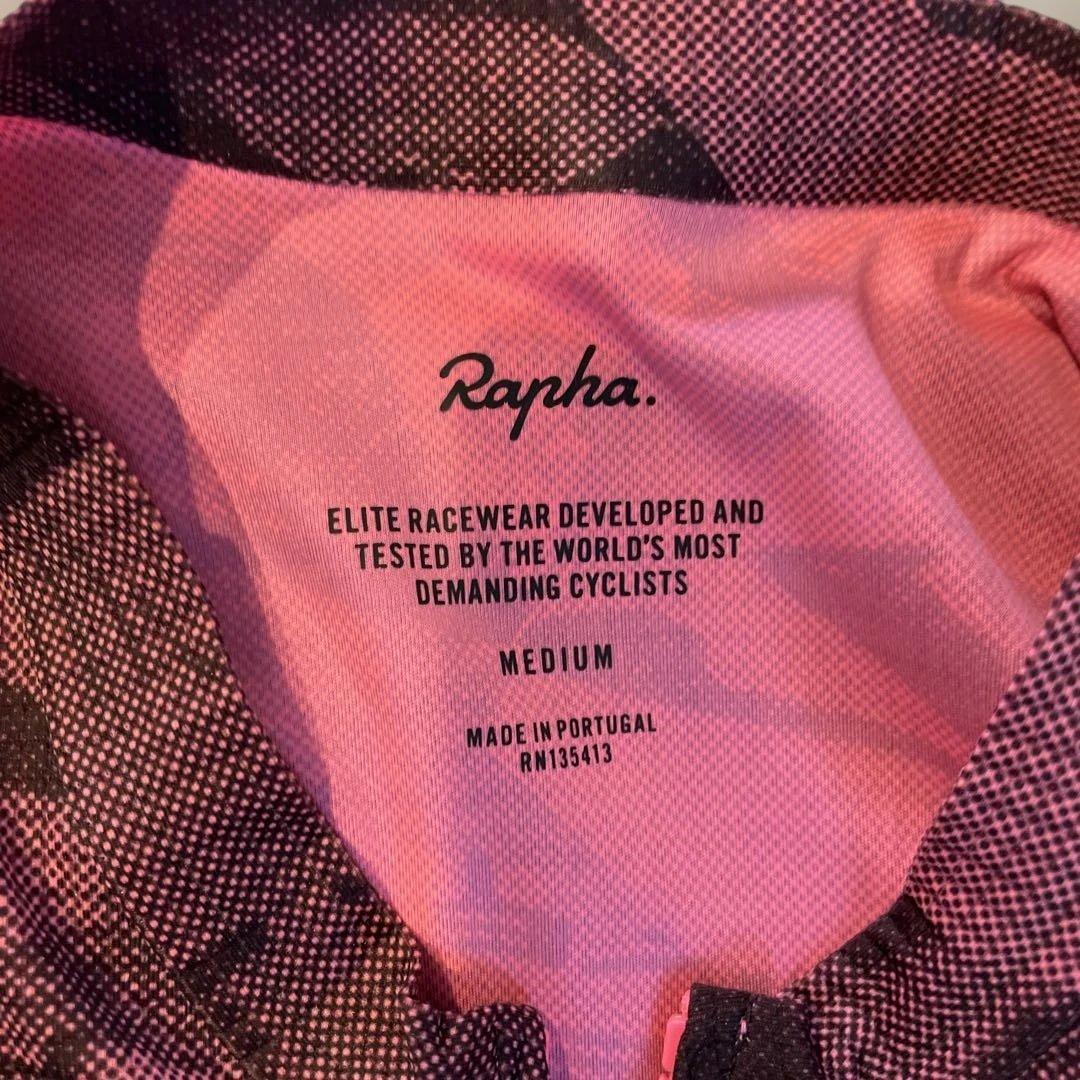 Rapha.
ELITE RACEWEAR DEVELOPED AND
TESTED BY THE WORLD'S MOST
DEMANDING CYCLISTS
MEDIUM
MADE IN PORTUGAL
RN135413